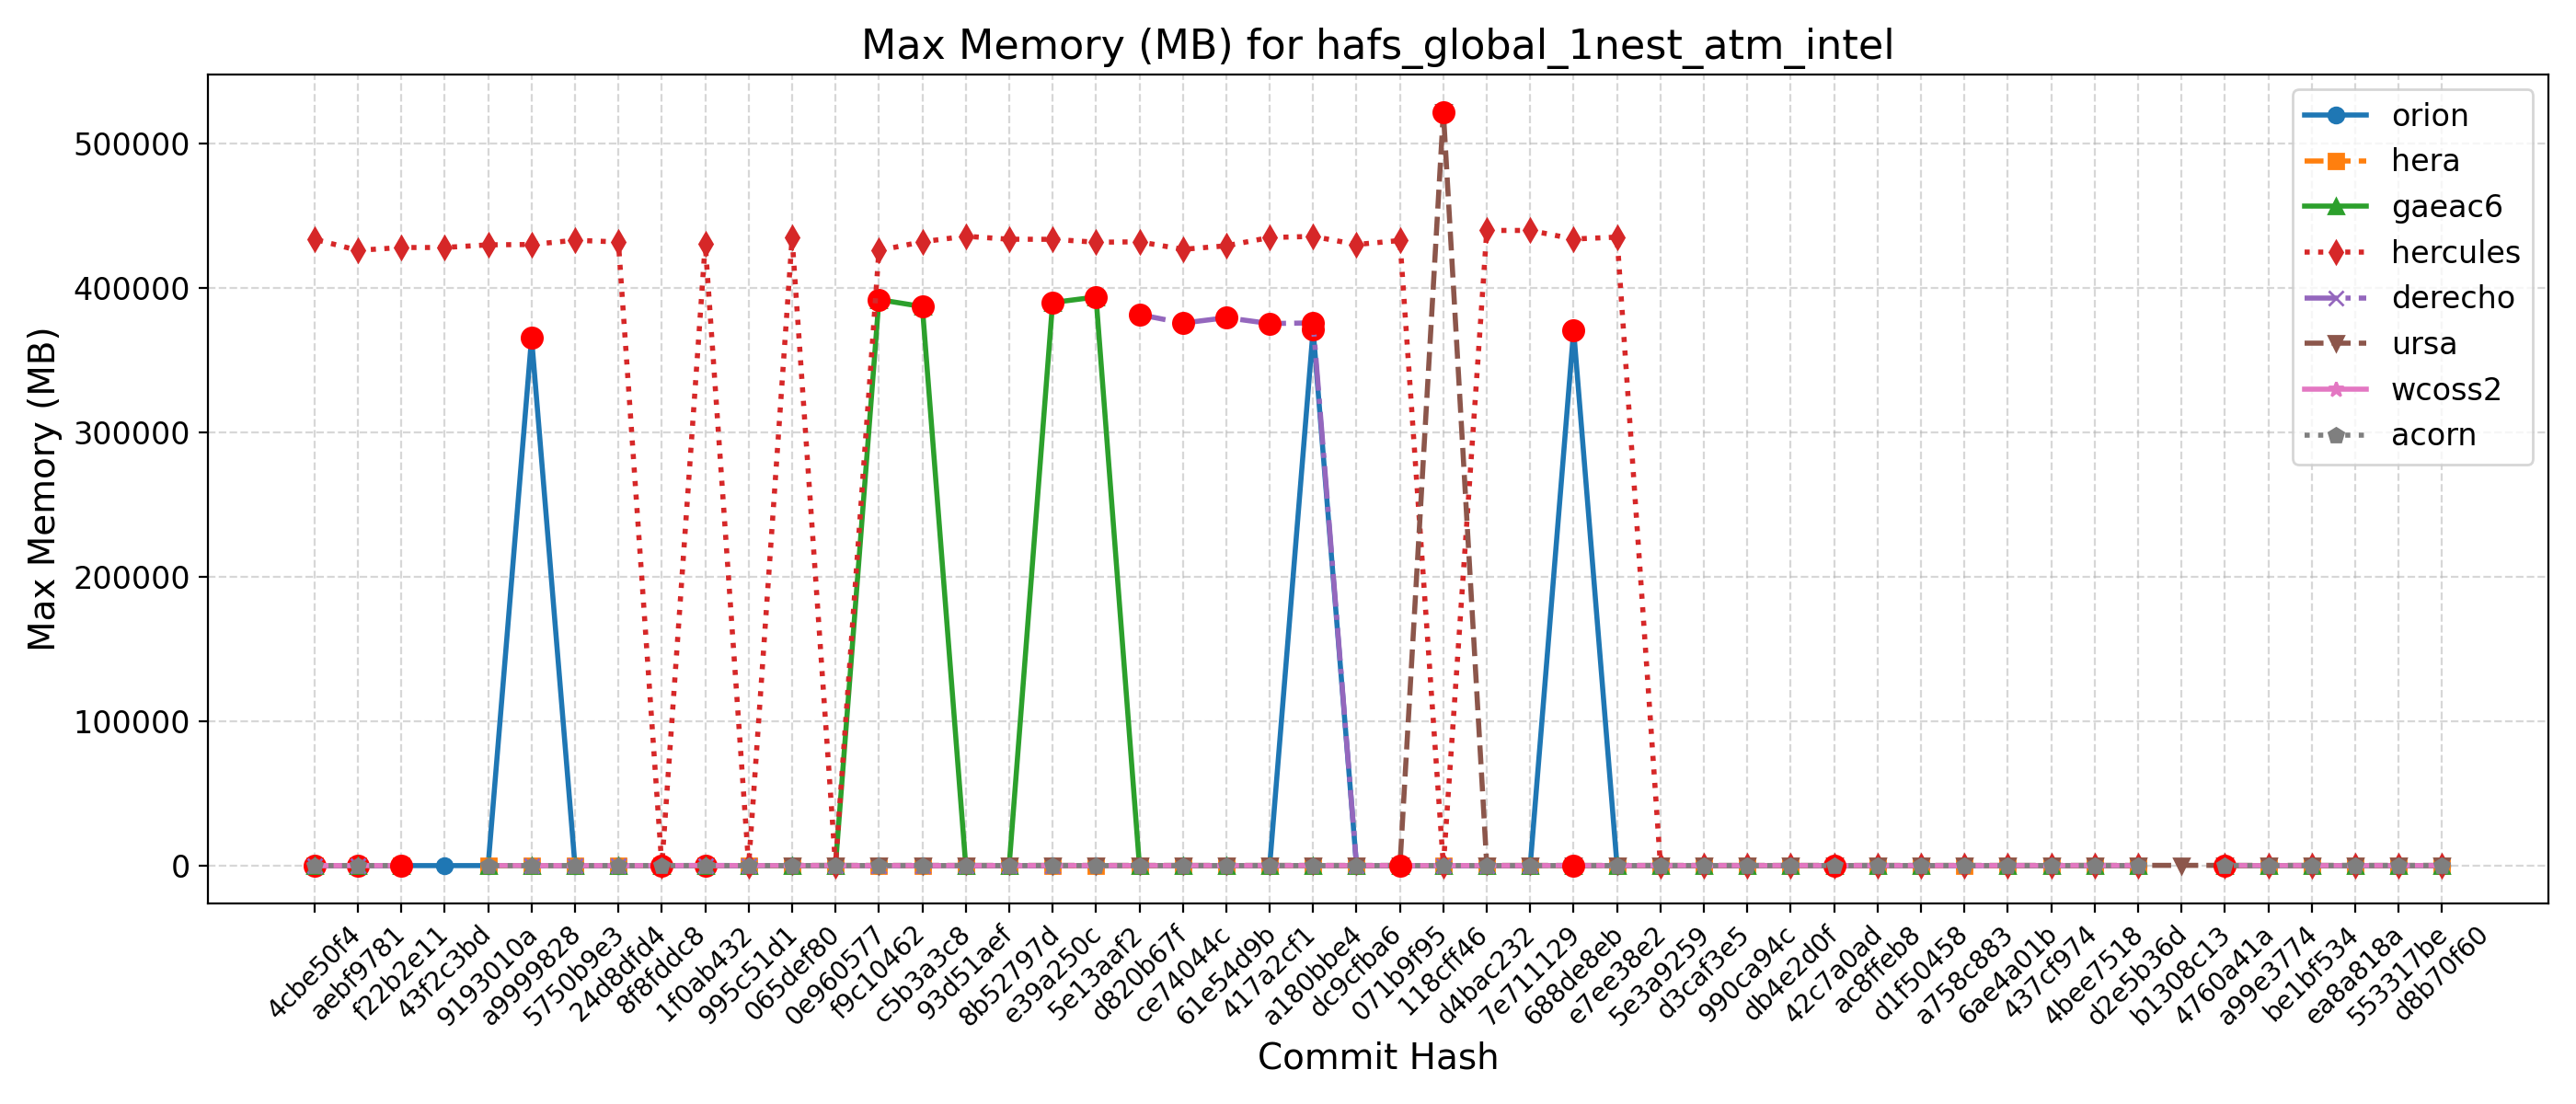 Max Memory (MB) for hafs_global_1nest_atm_intel
Max Memory (MB)
500000
400000
300000
200000
100000
0
orion
hera
gaeac6
hercules
derecho
ursa
wcoss2
acorn
4cbe50f4
aebf9781
f22b2e11
43f2c3bd
9193010a
a9999828
5750b9e3
24d8dfd4
8f8fddc8
1f0ab432
995c51d1
065def80
0e960577
f9c10462
c5b3a3c8
93d51aef
8b52797d
e39a250c
5e13aaf2
d820b67f
ce74044c
61e54d9b
417a2cf1
a180bbe4
dc9cfba6
071b9f95
118cff46
d4bac232
7e711129
688de8eb
e7ee38e2
5e3a9259
d3caf3e5
990ca94c
db4e2d0f
42c7a0ad
ac8ffeb8
d1f50458
a758c883
6ae4a01b
437cf974
4bee7518
d2e5b36d
b1308c13
4760a41a
a99e3774
be1bf534
ea8a818a
553317be
d8b70f60
Commit Hash